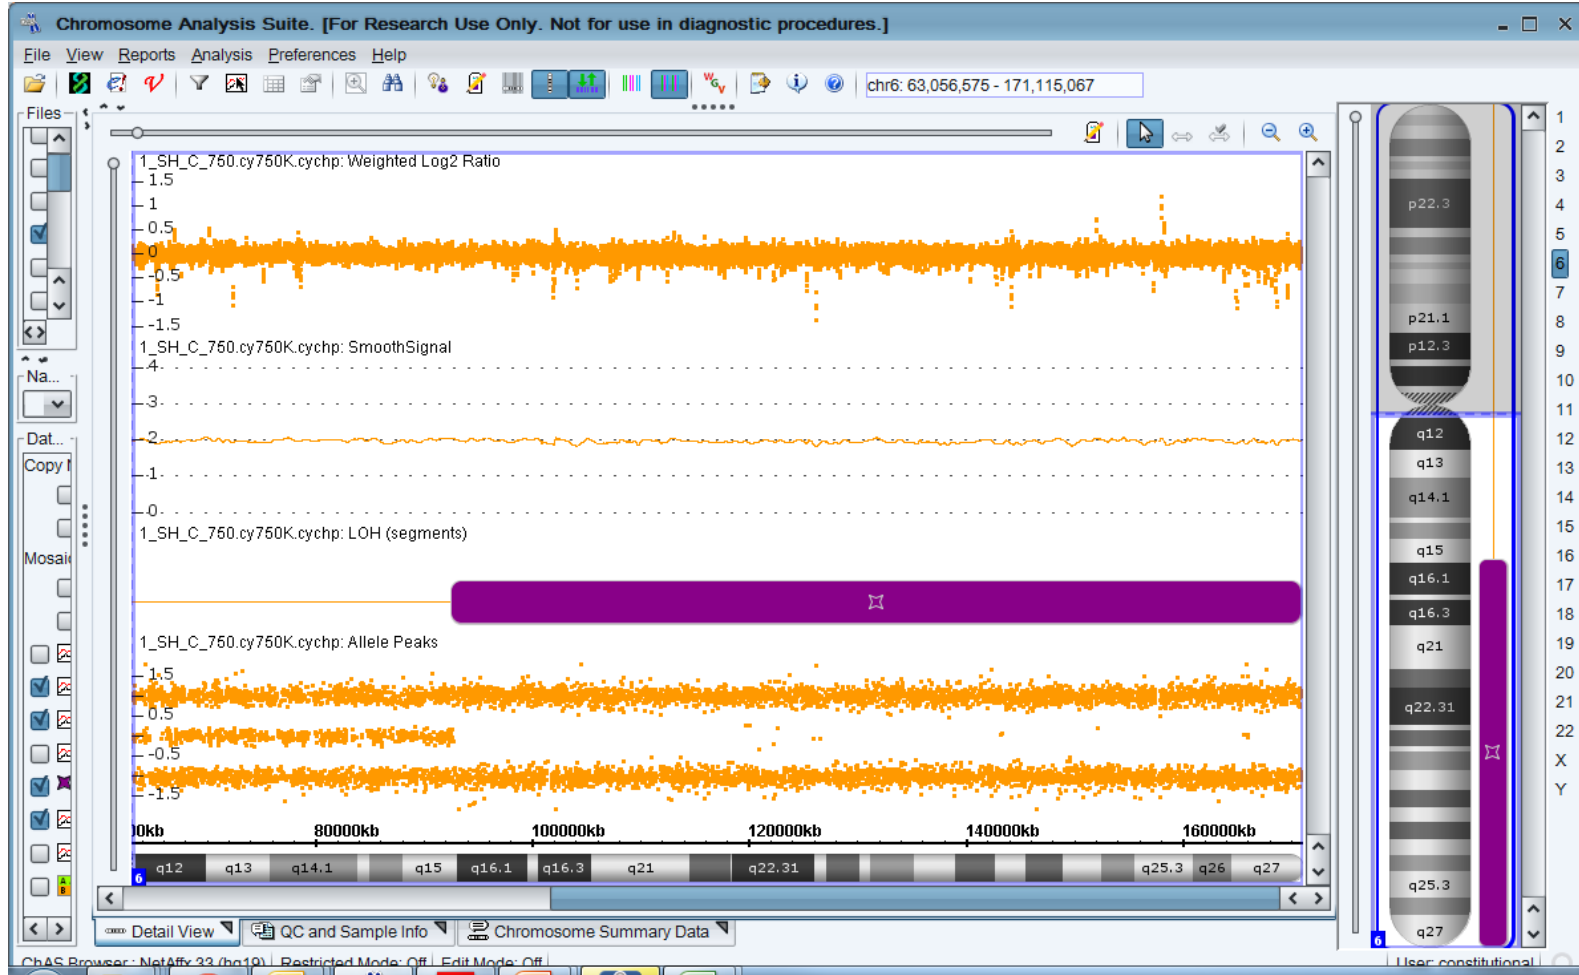 Chromosome Analysis Suite. [For Research Use Only. Not for use in diagnostic procedures.]
File View Reports Analysis Preferences Help
chr6: 63,056,575 - 171,115,067
Files
Na...
Dat...
Mosaic
1_SH_C_750.cy750K.cychp: Weighted Log2 Ratio
1.5
1
0.5
0
-0.5
-1
-1.5
1_SH_C_750.cy750K.cychp: SmoothSignal
4
3
2
1
0
1_SH_C_750.cy750K.cychp: LOH (segments)
1_SH_C_750.cy750K.cychp: Allele Peaks
1.5
0.5
-0.5
-1.5
80000kb 100000kb 120000kb 140000kb 160000kb
q12 q13 q14.1 q15 q16.1 q16.3 q21 q22.31 q25.3 q26 q27
6
p22.3
p21.1
p12.3
q12
q13
q14.1
q15
q16.1
q16.3
q21
q22.31
q25.3
q27
6
1
2
3
4
5
6
7
8
9
10
11
12
13
14
15
16
17
18
19
20
21
22
X
Y
Detail View QC and Sample Info Chromosome Summary Data
ChAS Browser: NetAffx 33 (hg19) Restricted Mode: Off Edit Mode: Off User: constitutional